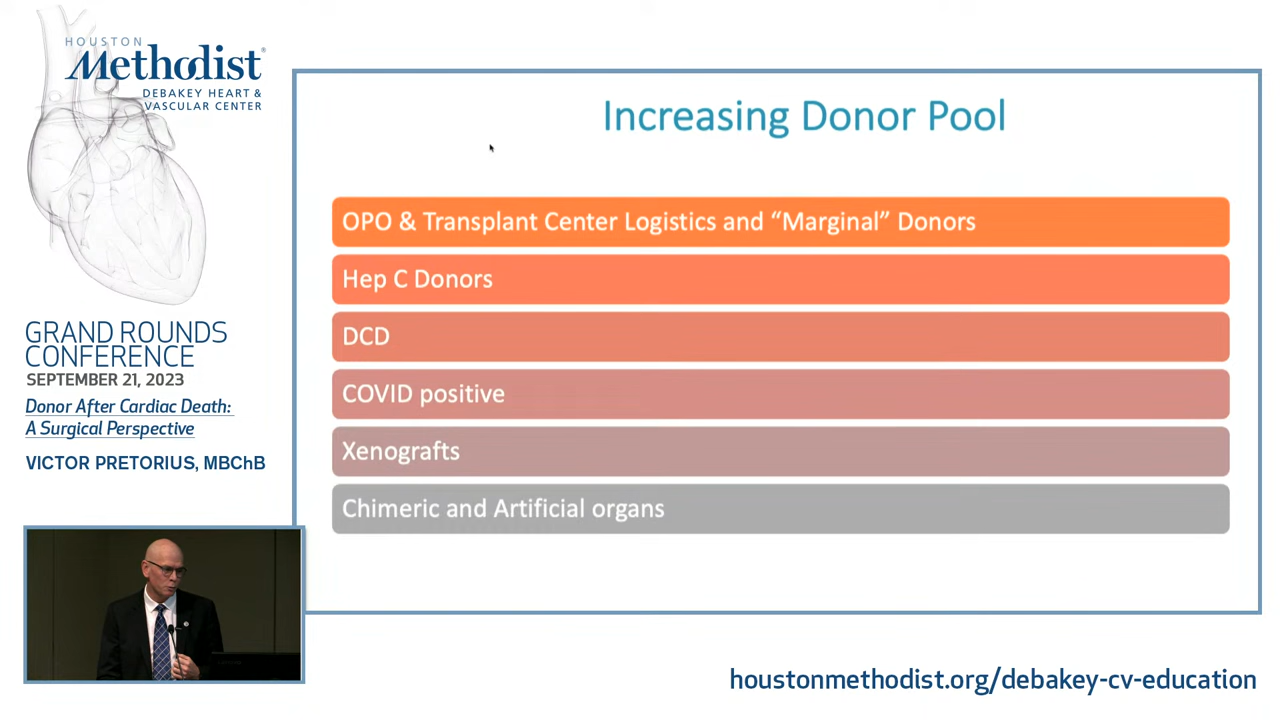 HOUSTON
Methodist®
DEBAKEY HEART &
VASCULAR CENTER
GRAND ROUNDS
CONFERENCE
SEPTEMBER 21, 2023
Donor After Cardiac Death:
A Surgical Perspective
VICTOR PRETORIUS, MBChB
Increasing Donor Pool
OPO & Transplant Center Logistics and “Marginal” Donors
Hep C Donors
DCD
COVID positive
Xenografts
Chimeric and Artificial organs
houstonmethodist.org/debakey-cv-education